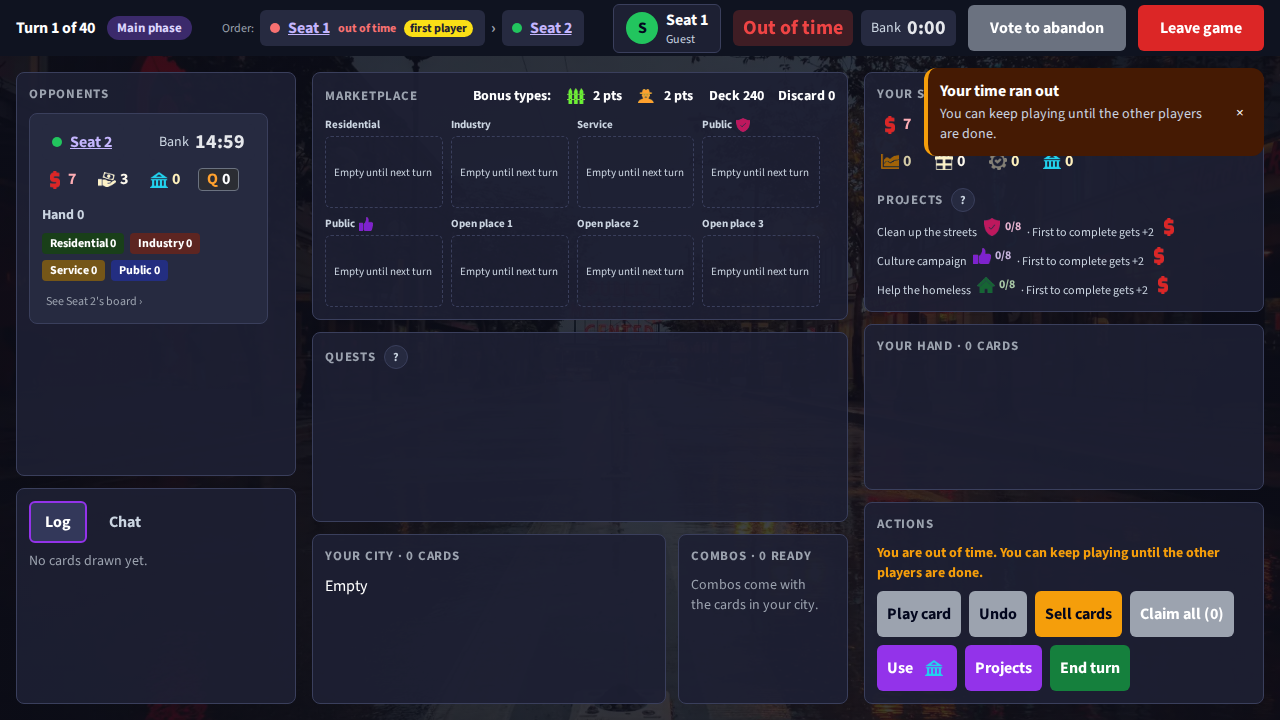 Turn 1 of 40
Main phase
Order:
Seat 1 out of time first player
›
Seat 2
S
Seat 1
Guest
Out of time
Bank 0:00
Vote to abandon
Leave game
OPPONENTS
Seat 2
Bank 14:59
7
3
0
Q 0
Hand 0
Residential 0
Industry 0
Service 0
Public 0
See Seat 2's board ›
Log
Chat
No cards drawn yet.
MARKETPLACE
Bonus types: 2 pts 2 pts Deck 240 Discard 0
Residential
Industry
Service
Public
Empty until next turn
Empty until next turn
Empty until next turn
Empty until next turn
Public
Open place 1
Open place 2
Open place 3
Empty until next turn
Empty until next turn
Empty until next turn
Empty until next turn
QUESTS ?
YOUR CITY · 0 CARDS
Empty
COMBOS · 0 READY
Combos come with
the cards in your city.
YOUR S
7
Your time ran out
You can keep playing until the other players
are done.
×
0
0
0
0
PROJECTS ?
Clean up the streets 0/8 · First to complete gets +2
Culture campaign 0/8 · First to complete gets +2
Help the homeless 0/8 · First to complete gets +2
YOUR HAND · 0 CARDS
ACTIONS
You are out of time. You can keep playing until the other
players are done.
Play card
Undo
Sell cards
Claim all (0)
Use
Projects
End turn